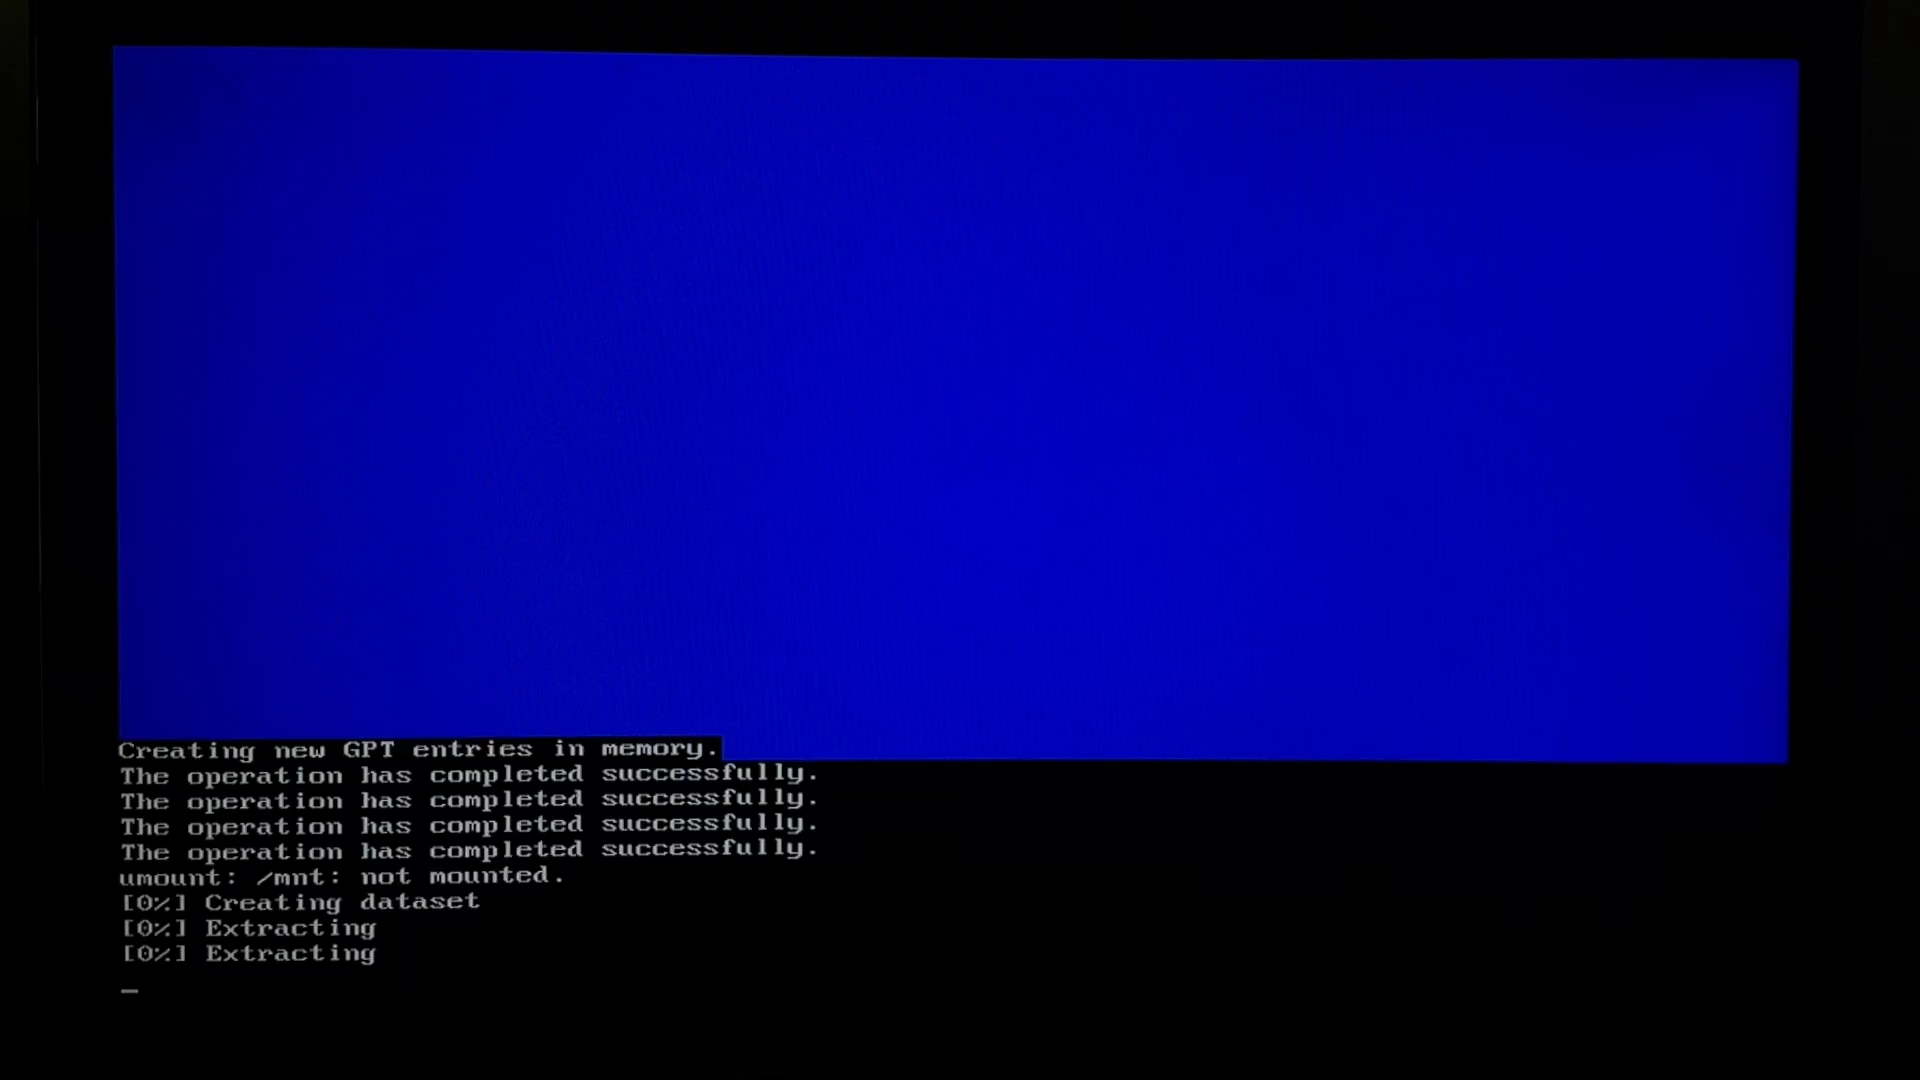 Creating new GPT entries in memory.
The operation has completed successfully.
The operation has completed successfully.
The operation has completed successfully.
The operation has completed successfully.
umount: /mnt: not mounted.
[0%] Creating dataset
[0%] Extracting
[0%] Extracting
_